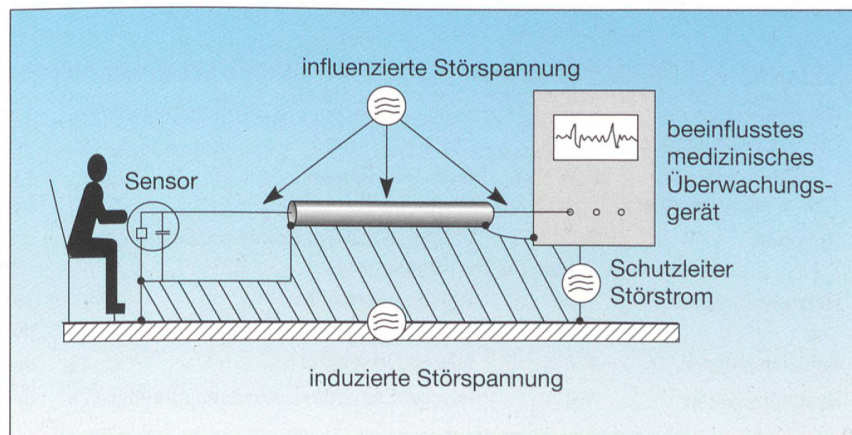 influenzierte Störspannung
Sensor
beeinflusstes
medizinisches
Überwachungs-
gerät
Schutzleiter
Störstrom
induzierte Störspannung